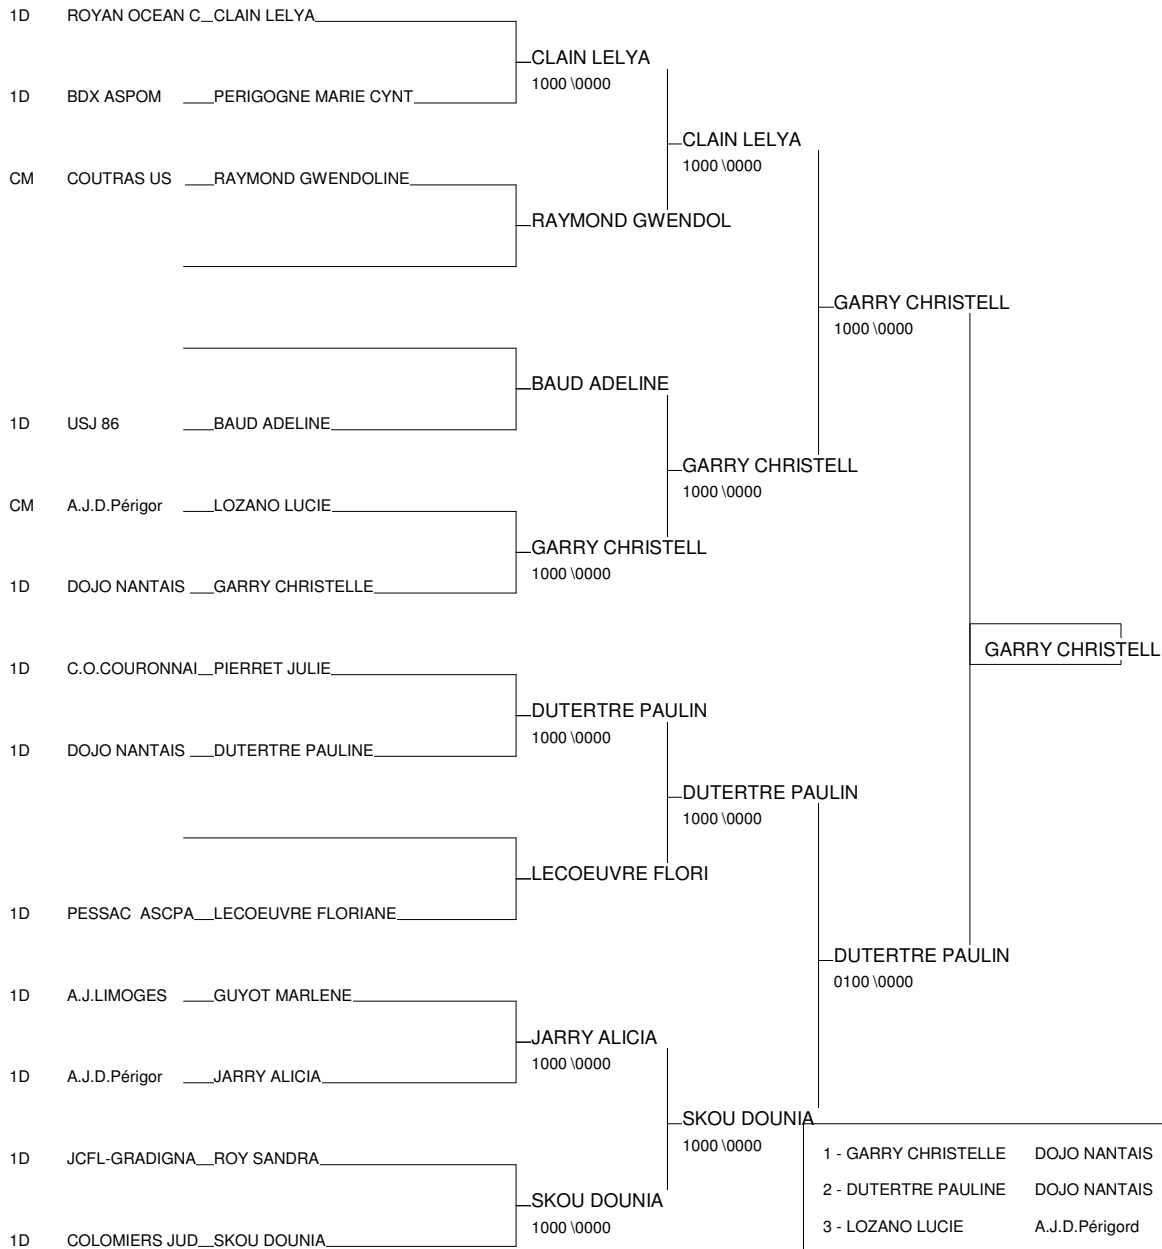 1D ROYAN OCEAN C CLAIN LELYA
CLAIN LELYA
1000 \0000
1D BDX ASPOM PERIGOGNE MARIE CYNT
CLAIN LELYA
1000 \0000
CM COUTRAS US RAYMOND GWENDOLINE
RAYMOND GWENDOL
GARRY CHRISTELL
1000 \0000
BAUD ADELINE
1D USJ 86 BAUD ADELINE
GARRY CHRISTELL
1000 \0000
CM A.J.D.Périgor LOZANO LUCIE
GARRY CHRISTELL
1000 \0000
1D DOJO NANTAIS GARRY CHRISTELLE
GARRY CHRISTELL
1D C.O.COURONNAI PIERRET JULIE
DUTERTRE PAULIN
1000 \0000
1D DOJO NANTAIS DUTERTRE PAULINE
DUTERTRE PAULIN
1000 \0000
LECOEUVRE FLORI
1D PESSAC ASCPA LECOEUVRE FLORIANE
DUTERTRE PAULIN
0100 \0000
1D A.J.LIMOGES GUYOT MARLENE
JARRY ALICIA
1000 \0000
1D A.J.D.Périgor JARRY ALICIA
SKOU DOUNIA
1000 \0000
1D JCFL-GRADIGNA ROY SANDRA
1 - GARRY CHRISTELLE DOJO NANTAIS
2 - DUTERTRE PAULINE DOJO NANTAIS
SKOU DOUNIA
1000 \0000
3 - LOZANO LUCIE A.J.D.Périgord
1D COLOMIERS JUD SKOU DOUNIA